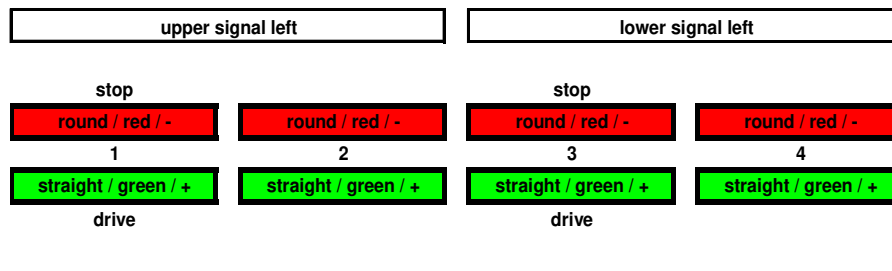 upper signal left lower signal left
stop stop
round / red / - round / red / - round / red / - round / red / -
1 2 3 4
straight / green / + straight / green / + straight / green / + straight / green / +
drive drive